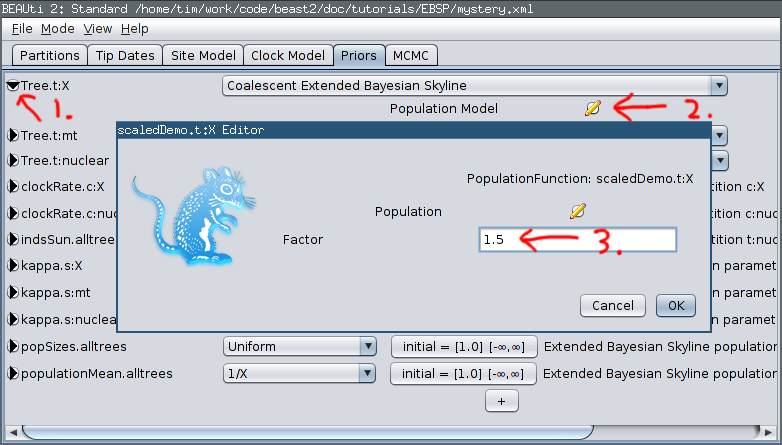 BEAUti 2: Standard /home/tim/work/code/beast2/doc/tutorials/EBSP/mystery.xml
File Mode View Help
Partitions Tip Dates Site Model Clock Model Priors MCMC
Tree.t:X Coalescent Extended Bayesian Skyline
1. Population Model 2.
Tree.t:mt
scaledDemo.t:X Editor
Tree.t:nuclear
PopulationFunction: scaledDemo.t:X
clockRate.c:X tition c:X
Population
clockRate.c:nuc tition c:nuc
Factor 1.5 3.
indsSun.alltree tition t:nuc
kappa.s:X n paramet
kappa.s:mt n paramet
Cancel OK
kappa.s:nuclea n paramet
popSizes.alltrees Uniform initial = [1.0] [-∞,∞] Extended Bayesian Skyline population
populationMean.alltrees 1/X initial = [1.0] [-∞,∞] Extended Bayesian Skyline population
+